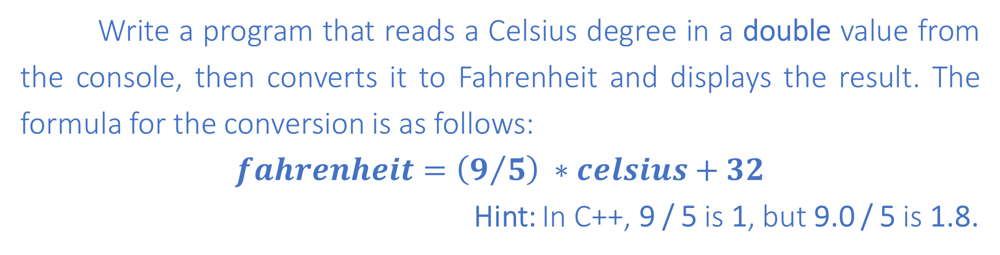 Write a program that reads a Celsius degree in a double value from
the console, then converts it to Fahrenheit and displays the result. The
formula for the conversion is as follows:
fahrenheit = (9/5) * celsius + 32
Hint: In C++, 9 / 5 is 1, but 9.0 / 5 is 1.8.